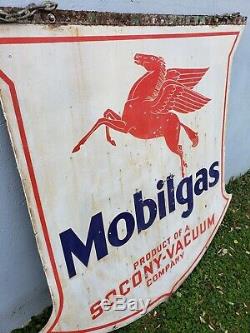 Mobilgas
PRODUCT OF A
SOCONY-VACUUM
COMPANY